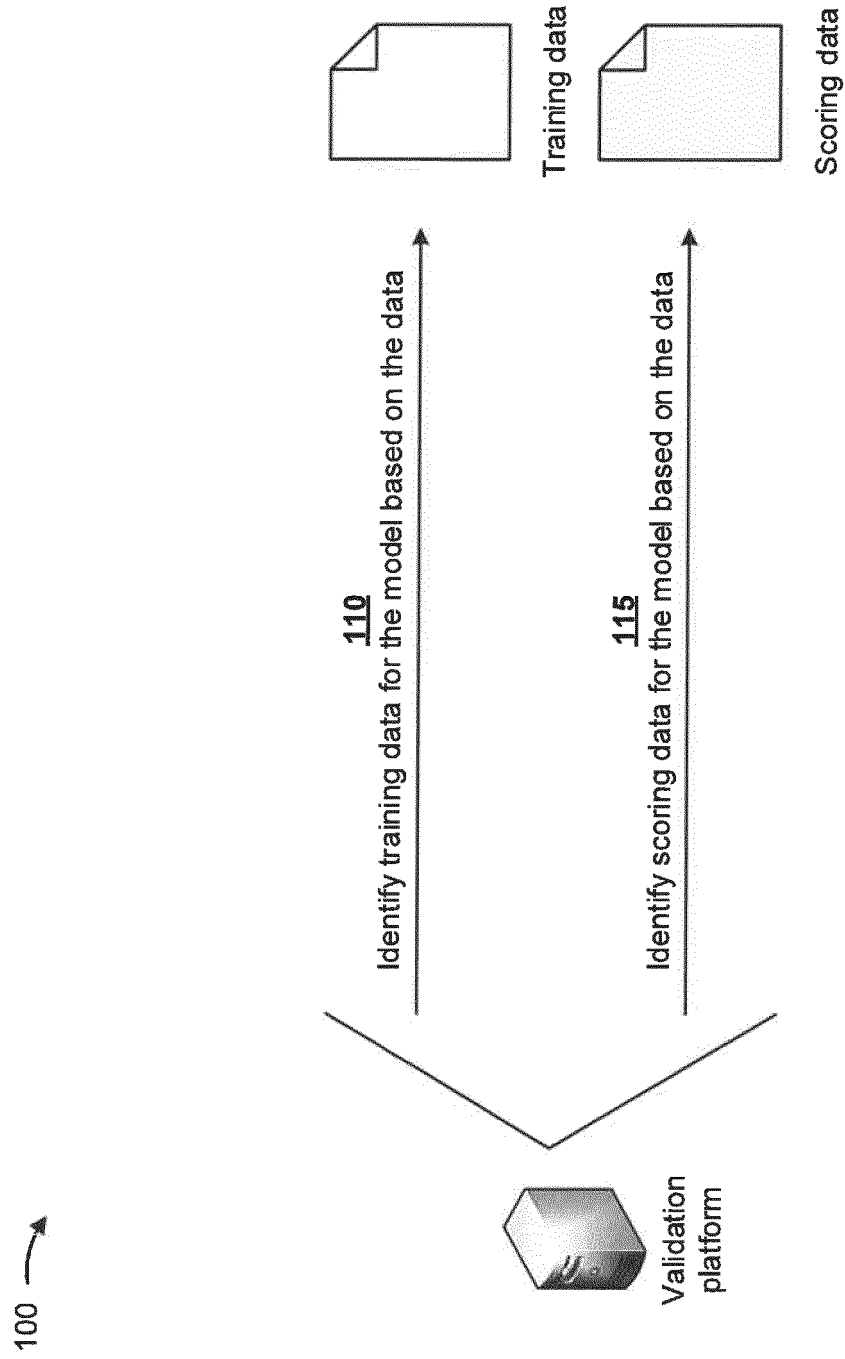 100
110
Identify training data for the model based on the data
Training data
115
Identify scoring data for the model based on the data
Scoring data
Validation
platform